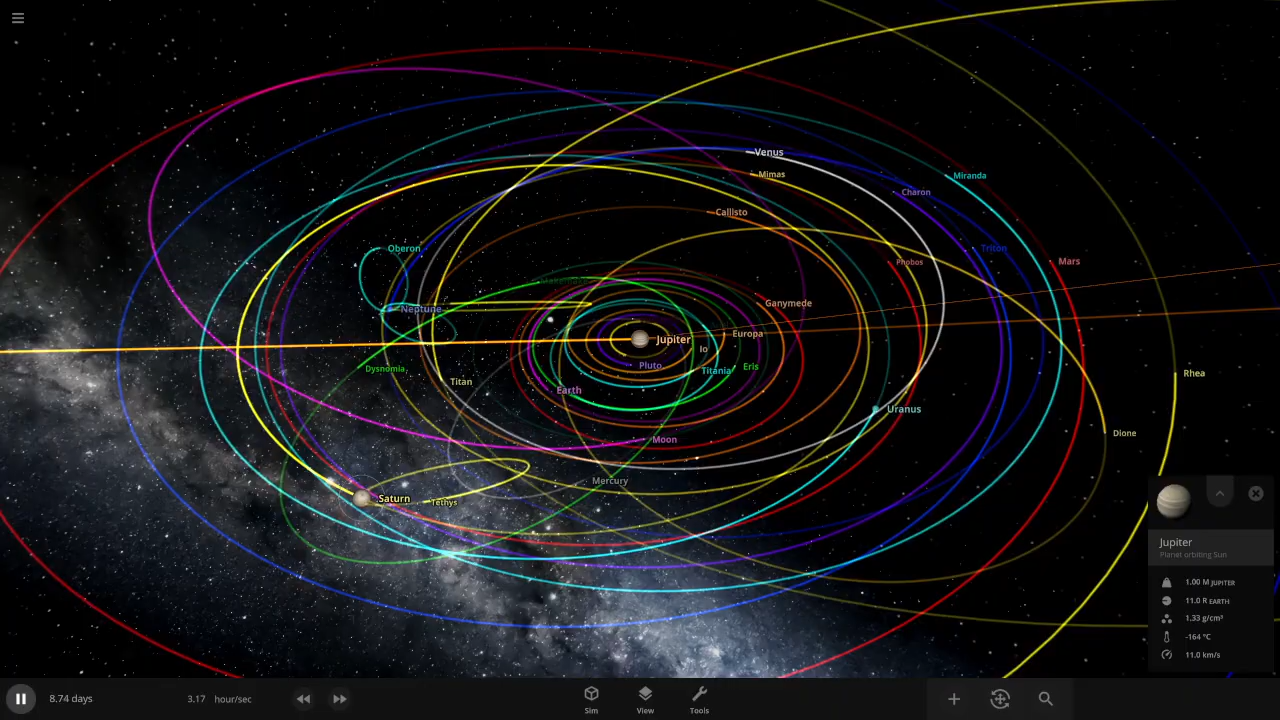 Venus
Mimas
Miranda
Charon
Callisto
Oberon
Triton
Mars
Phobos
Ganymede
Neptune
Europa
Jupiter
Io
Pluto
Titania
Eris
Dysnomia
Titan
Earth
Rhea
Uranus
Dione
Moon
Mercury
Saturn
Tethys
Jupiter
Planet orbiting Sun
1.00 M JUPITER
11.0 R EARTH
1.33 g/cm³
-164 °C
11.0 km/s
8.74 days
3.17 hour/sec
Sim
View
Tools